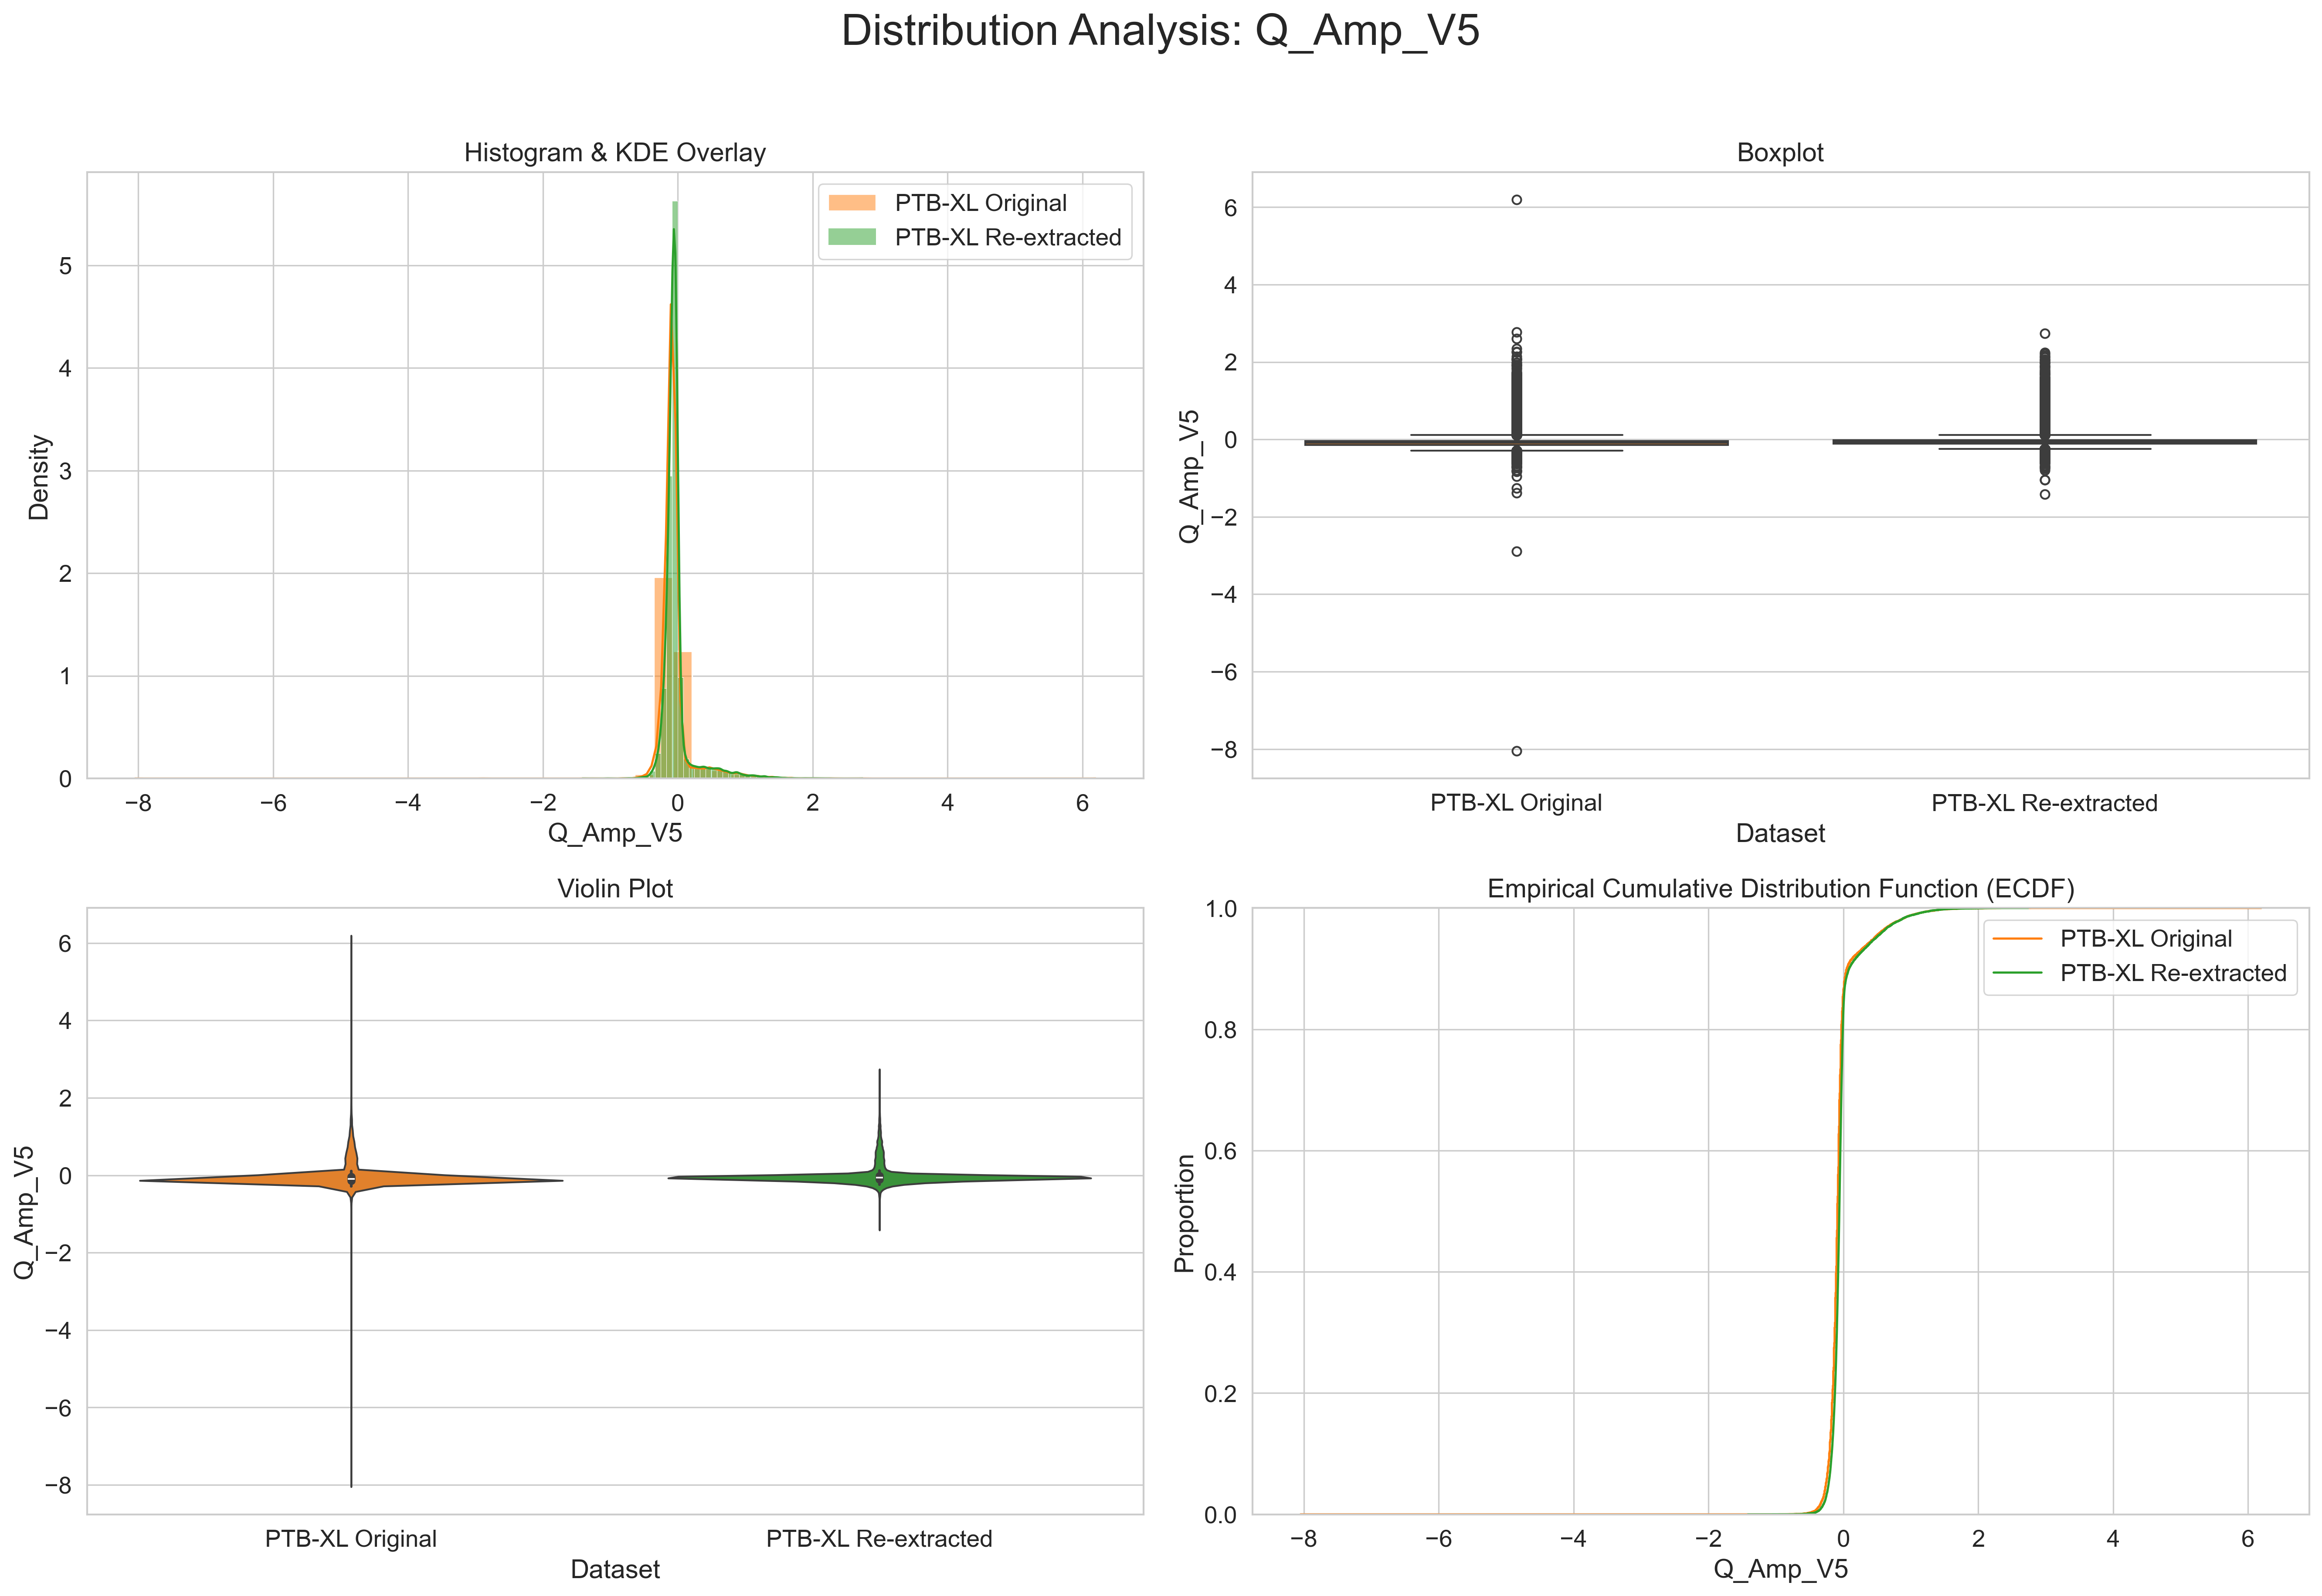 Distribution Analysis: Q_Amp_V5
Histogram & KDE Overlay
PTB-XL Original
PTB-XL Re-extracted
Density
5
4
3
2
1
0
−8 −6 −4 −2 0 2 4 6
Q_Amp_V5
Boxplot
Q_Amp_V5
6
4
2
0
−2
−4
−6
−8
PTB-XL Original PTB-XL Re-extracted
Dataset
Violin Plot
Q_Amp_V5
6
4
2
0
−2
−4
−6
−8
PTB-XL Original PTB-XL Re-extracted
Dataset
Empirical Cumulative Distribution Function (ECDF)
PTB-XL Original
PTB-XL Re-extracted
Proportion
1.0
0.8
0.6
0.4
0.2
0.0
−8 −6 −4 −2 0 2 4 6
Q_Amp_V5